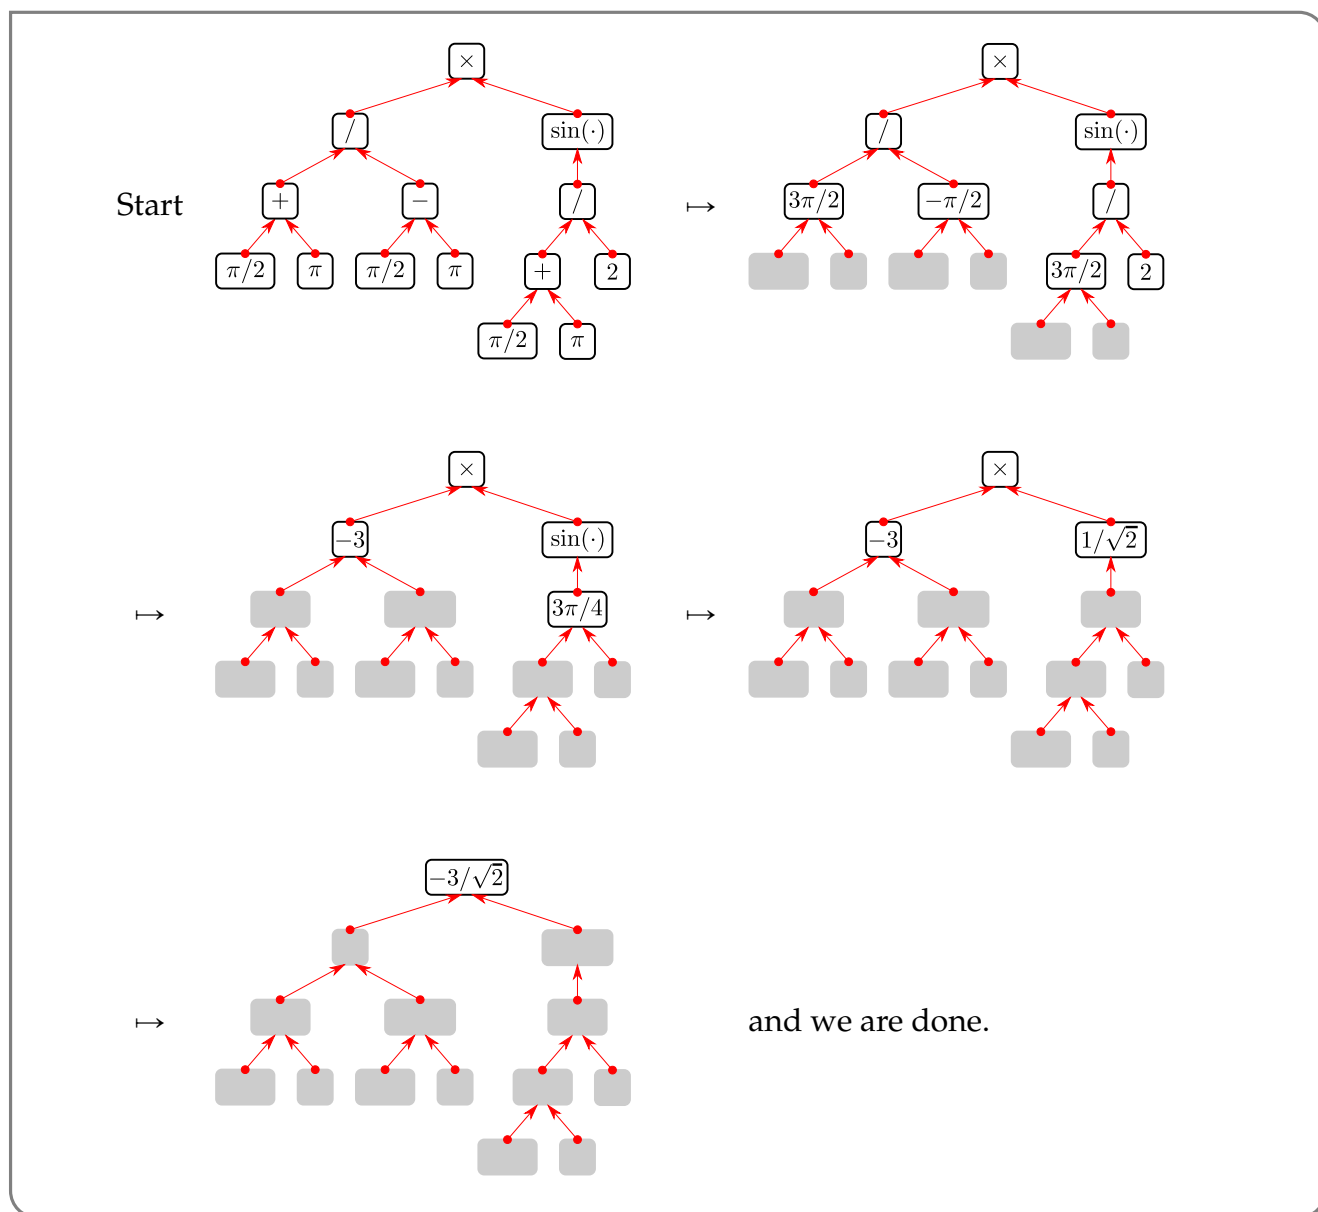 × ×
/ sin(·) / sin(·)
Start + − / ↦ 3π/2 −π/2 /
π/2 π π/2 π + 2 3π/2 2
π/2 π
× ×
−3 sin(·) −3 1/√2
↦ 3π/4 ↦
−3/√2
↦ and we are done.